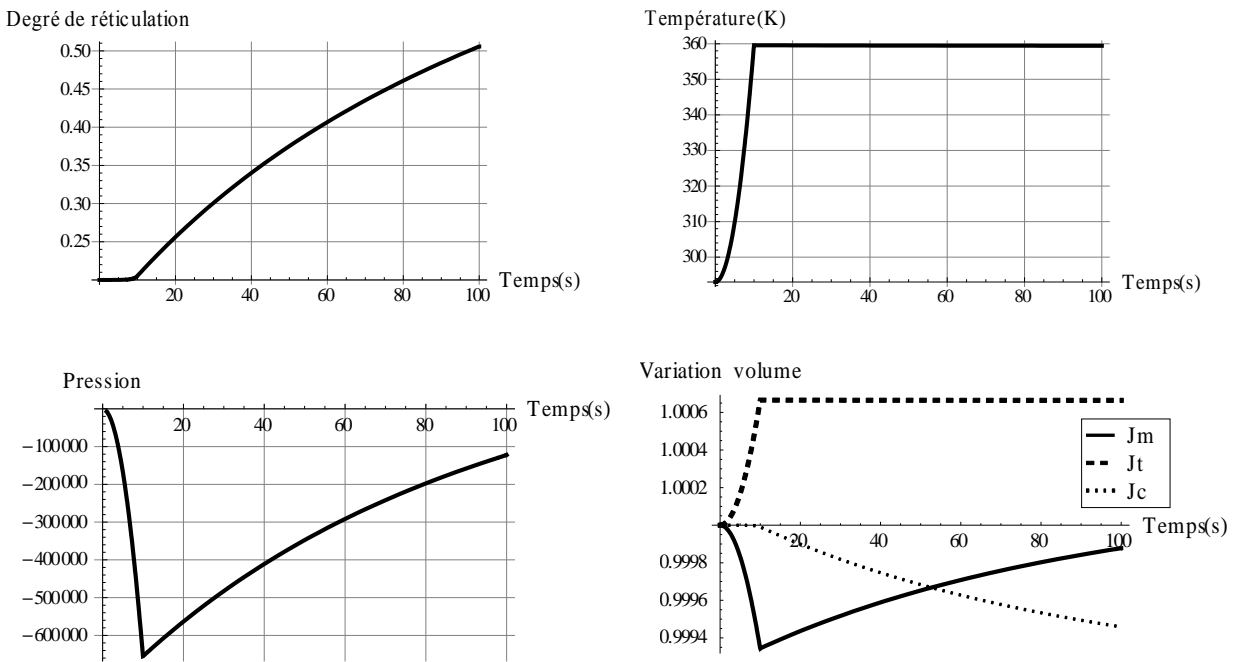 Degré de réticulation
0.50
0.45
0.40
0.35
0.30
0.25
20 40 60 80 100
Temps(s)
Température(K)
360
350
340
330
320
310
300
20 40 60 80 100
Temps(s)
Pression
Temps(s)
20 40 60 80 100
−100000
−200000
−300000
−400000
−500000
−600000
Variation volume
1.0006
1.0004
1.0002
0.9998
0.9996
0.9994
20 40 60 80 100
Temps(s)
Jm
Jt
Jc